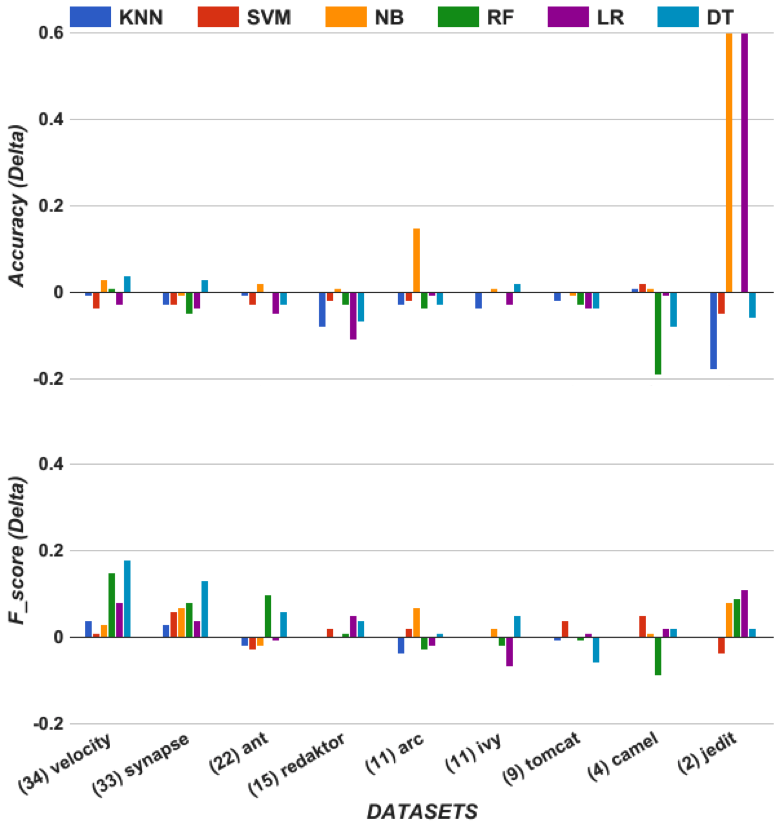 KNN SVM NB RF LR DT
0.6
0.4
0.2
0
-0.2
Accuracy (Delta)
0.4
0.2
0
-0.2
F_score (Delta)
(34) velocity
(33) synapse
(22) ant
(15) redaktor
(11) arc
(11) ivy
(9) tomcat
(4) camel
(2) jedit
DATASETS